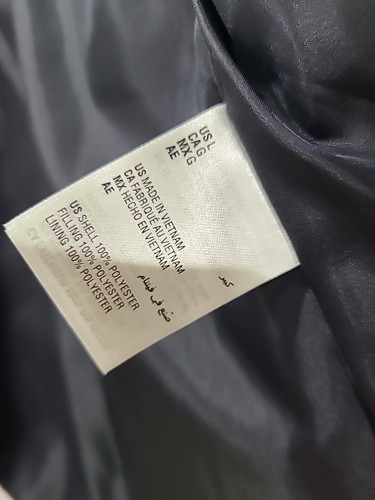 US L
CA G
MX G
AE كبير
US MADE IN VIETNAM
CA FABRIQUÉ AU VIETNAM
MX HECHO EN VIETNAM
AE صنع في فيتنام
US SHELL 100% POLYESTER
FILLING 100% POLYESTER
LINING 100% POLYESTER